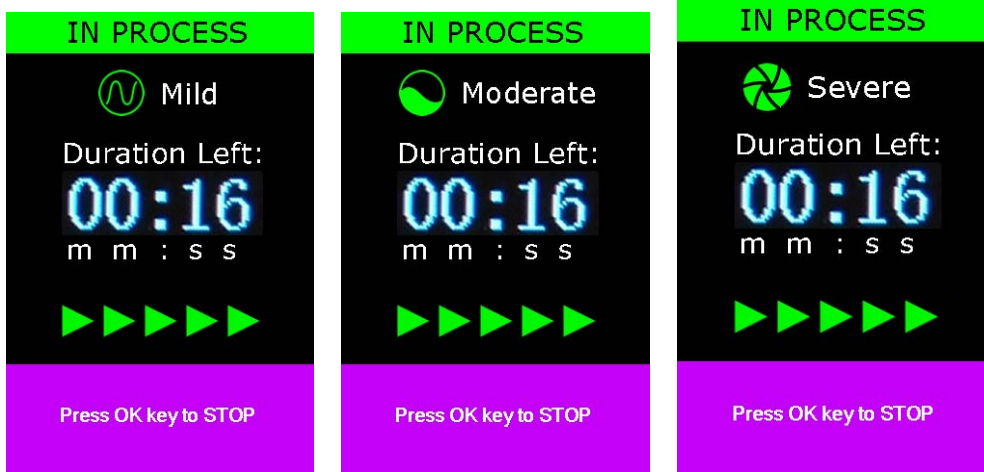 IN PROCESS
Mild
Duration Left:
00:16
m m : s s
Press OK key to STOP
IN PROCESS
Moderate
Duration Left:
00:16
m m : s s
Press OK key to STOP
IN PROCESS
Severe
Duration Left:
00:16
m m : s s
Press OK key to STOP